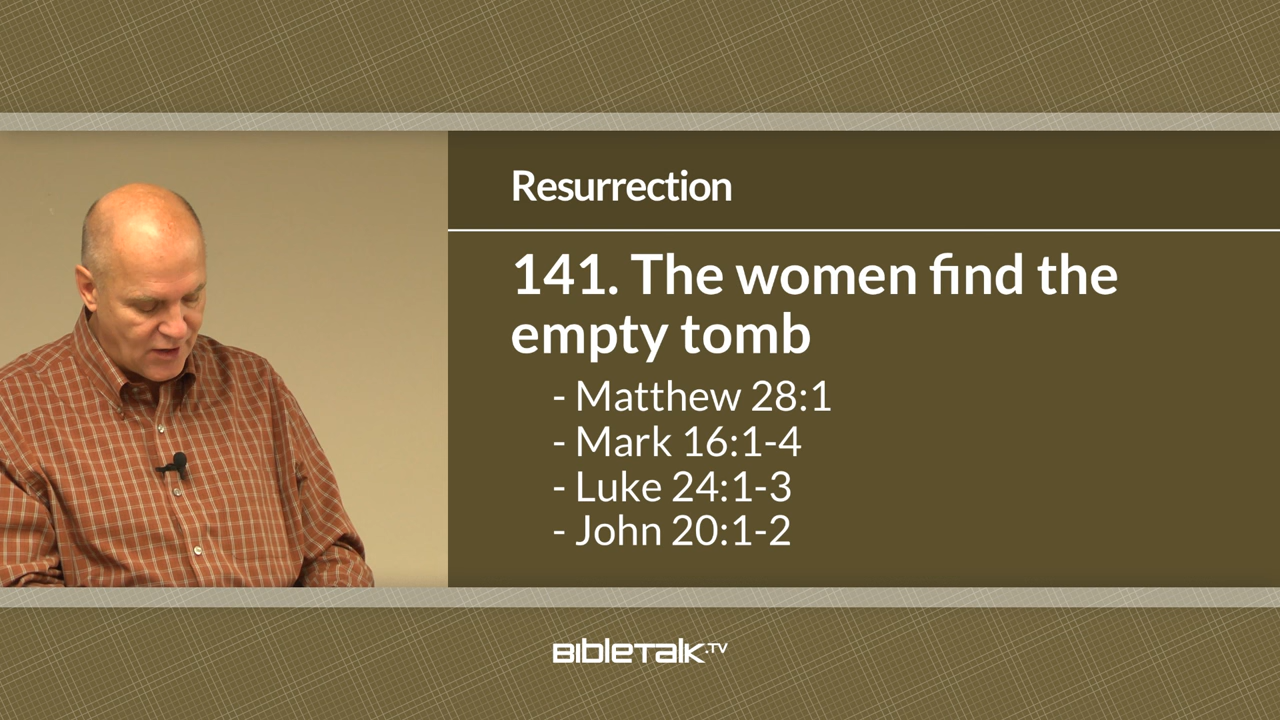 Resurrection
141. The women find the
empty tomb
- Matthew 28:1
- Mark 16:1-4
- Luke 24:1-3
- John 20:1-2
BIBLETALK.TV